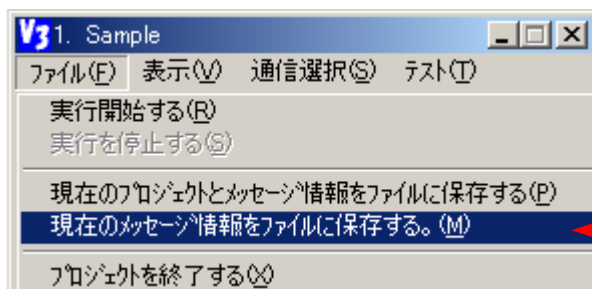 V3 1. Sample
ﾌｧｲﾙ(F) 表示(V) 通信選択(S) ﾃｽﾄ(T)
実行開始する(R)
実行を停止する(S)
現在のﾌﾟﾛｼﾞｪｸﾄとﾒｯｾｰｼﾞ情報をﾌｧｲﾙに保存する(P)
現在のﾒｯｾｰｼﾞ情報をﾌｧｲﾙに保存する。(M)
ﾌﾟﾛｼﾞｪｸﾄを終了する(X)